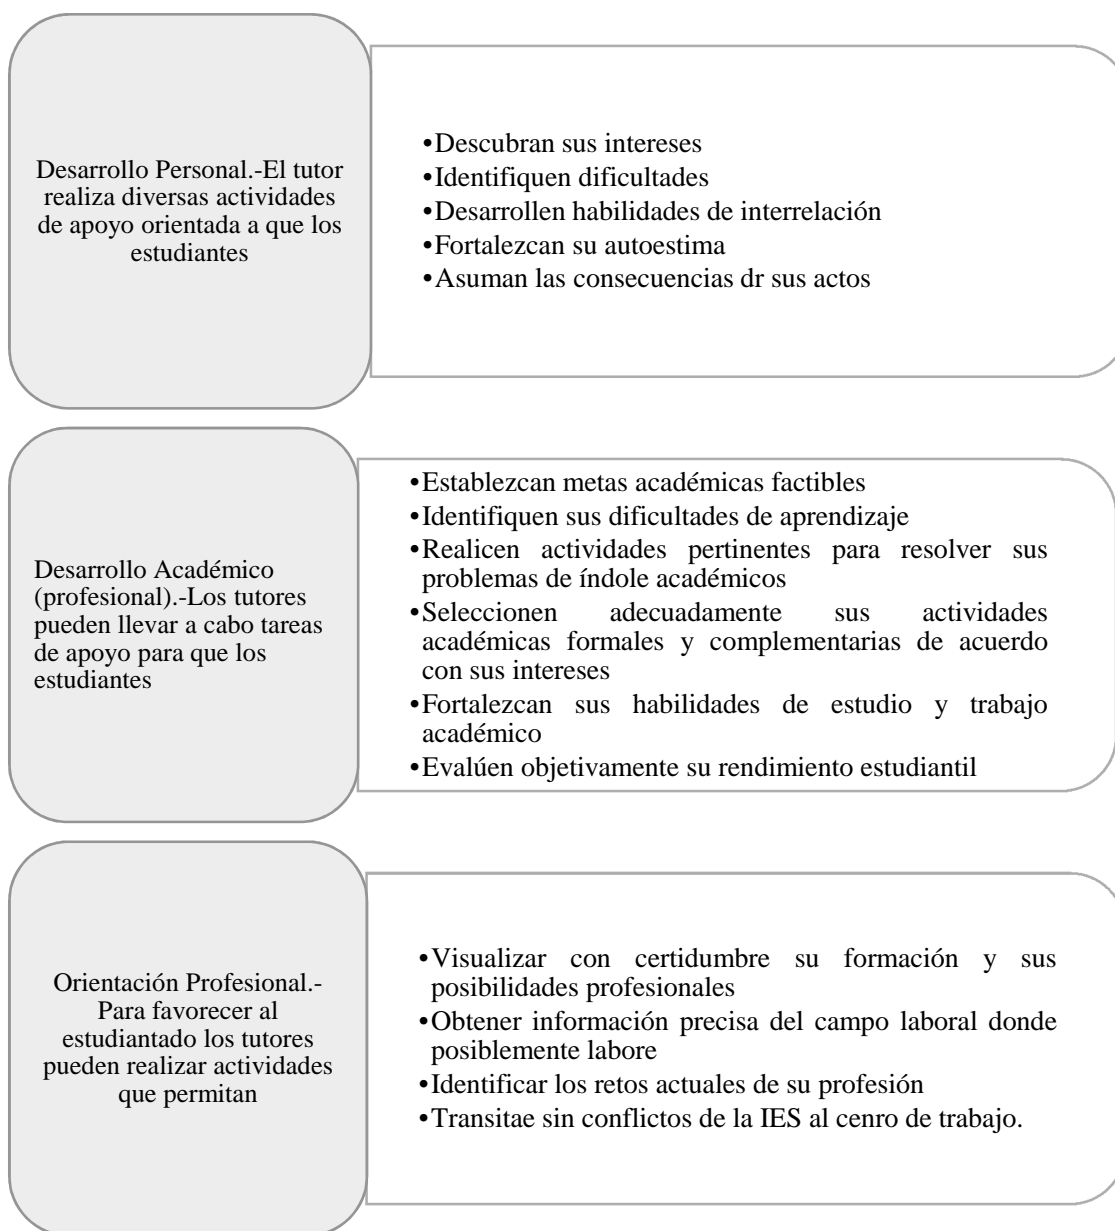 Desarrollo Personal.-El tutor
realiza diversas actividades
de apoyo orientada a que los
estudiantes
•Descubran sus intereses
•Identifiquen dificultades
•Desarrollen habilidades de interrelación
•Fortalezcan su autoestima
•Asuman las consecuencias dr sus actos
Desarrollo Académico
(profesional).-Los tutores
pueden llevar a cabo tareas
de apoyo para que los
estudiantes
•Establezcan metas académicas factibles
•Identifiquen sus dificultades de aprendizaje
•Realicen actividades pertinentes para resolver sus
problemas de índole académicos
•Seleccionen adecuadamente sus actividades
académicas formales y complementarias de acuerdo
con sus intereses
•Fortalezcan sus habilidades de estudio y trabajo
académico
•Evalúen objetivamente su rendimiento estudiantil
Orientación Profesional.-
Para favorecer al
estudiantado los tutores
pueden realizar actividades
que permitan
•Visualizar con certidumbre su formación y sus
posibilidades profesionales
•Obtener información precisa del campo laboral donde
posiblemente labore
•Identificar los retos actuales de su profesión
•Transitae sin conflictos de la IES al cenro de trabajo.